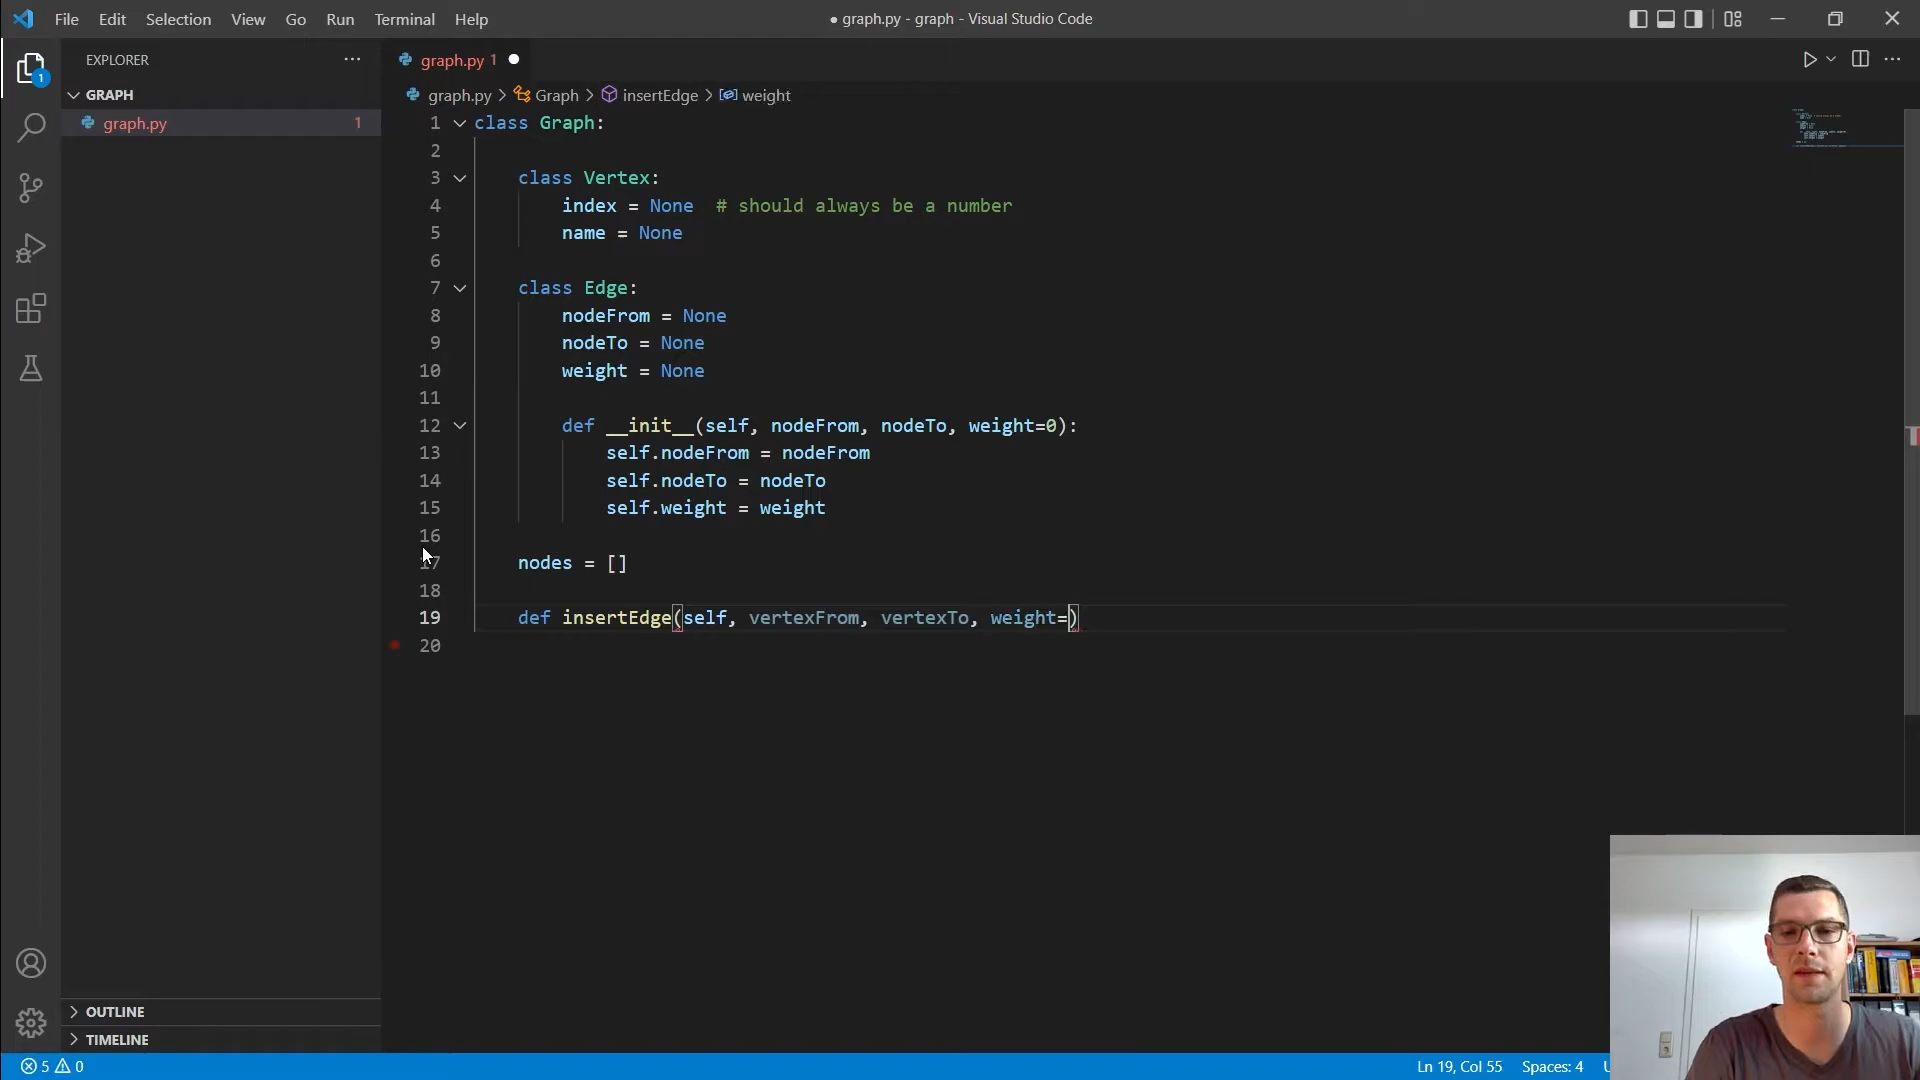 File Edit Selection View Go Run Terminal Help
● graph.py - graph - Visual Studio Code
EXPLORER ···
GRAPH
graph.py 1
graph.py 1 ●
graph.py > Graph > insertEdge > weight
1 class Graph:
2
3 class Vertex:
4 index = None # should always be a number
5 name = None
6
7 class Edge:
8 nodeFrom = None
9 nodeTo = None
10 weight = None
11
12 def __init__(self, nodeFrom, nodeTo, weight=0):
13 self.nodeFrom = nodeFrom
14 self.nodeTo = nodeTo
15 self.weight = weight
16
17 nodes = []
18
19 def insertEdge(self, vertexFrom, vertexTo, weight=)
20
1
OUTLINE
TIMELINE
5 0
Ln 19, Col 55 Spaces: 4